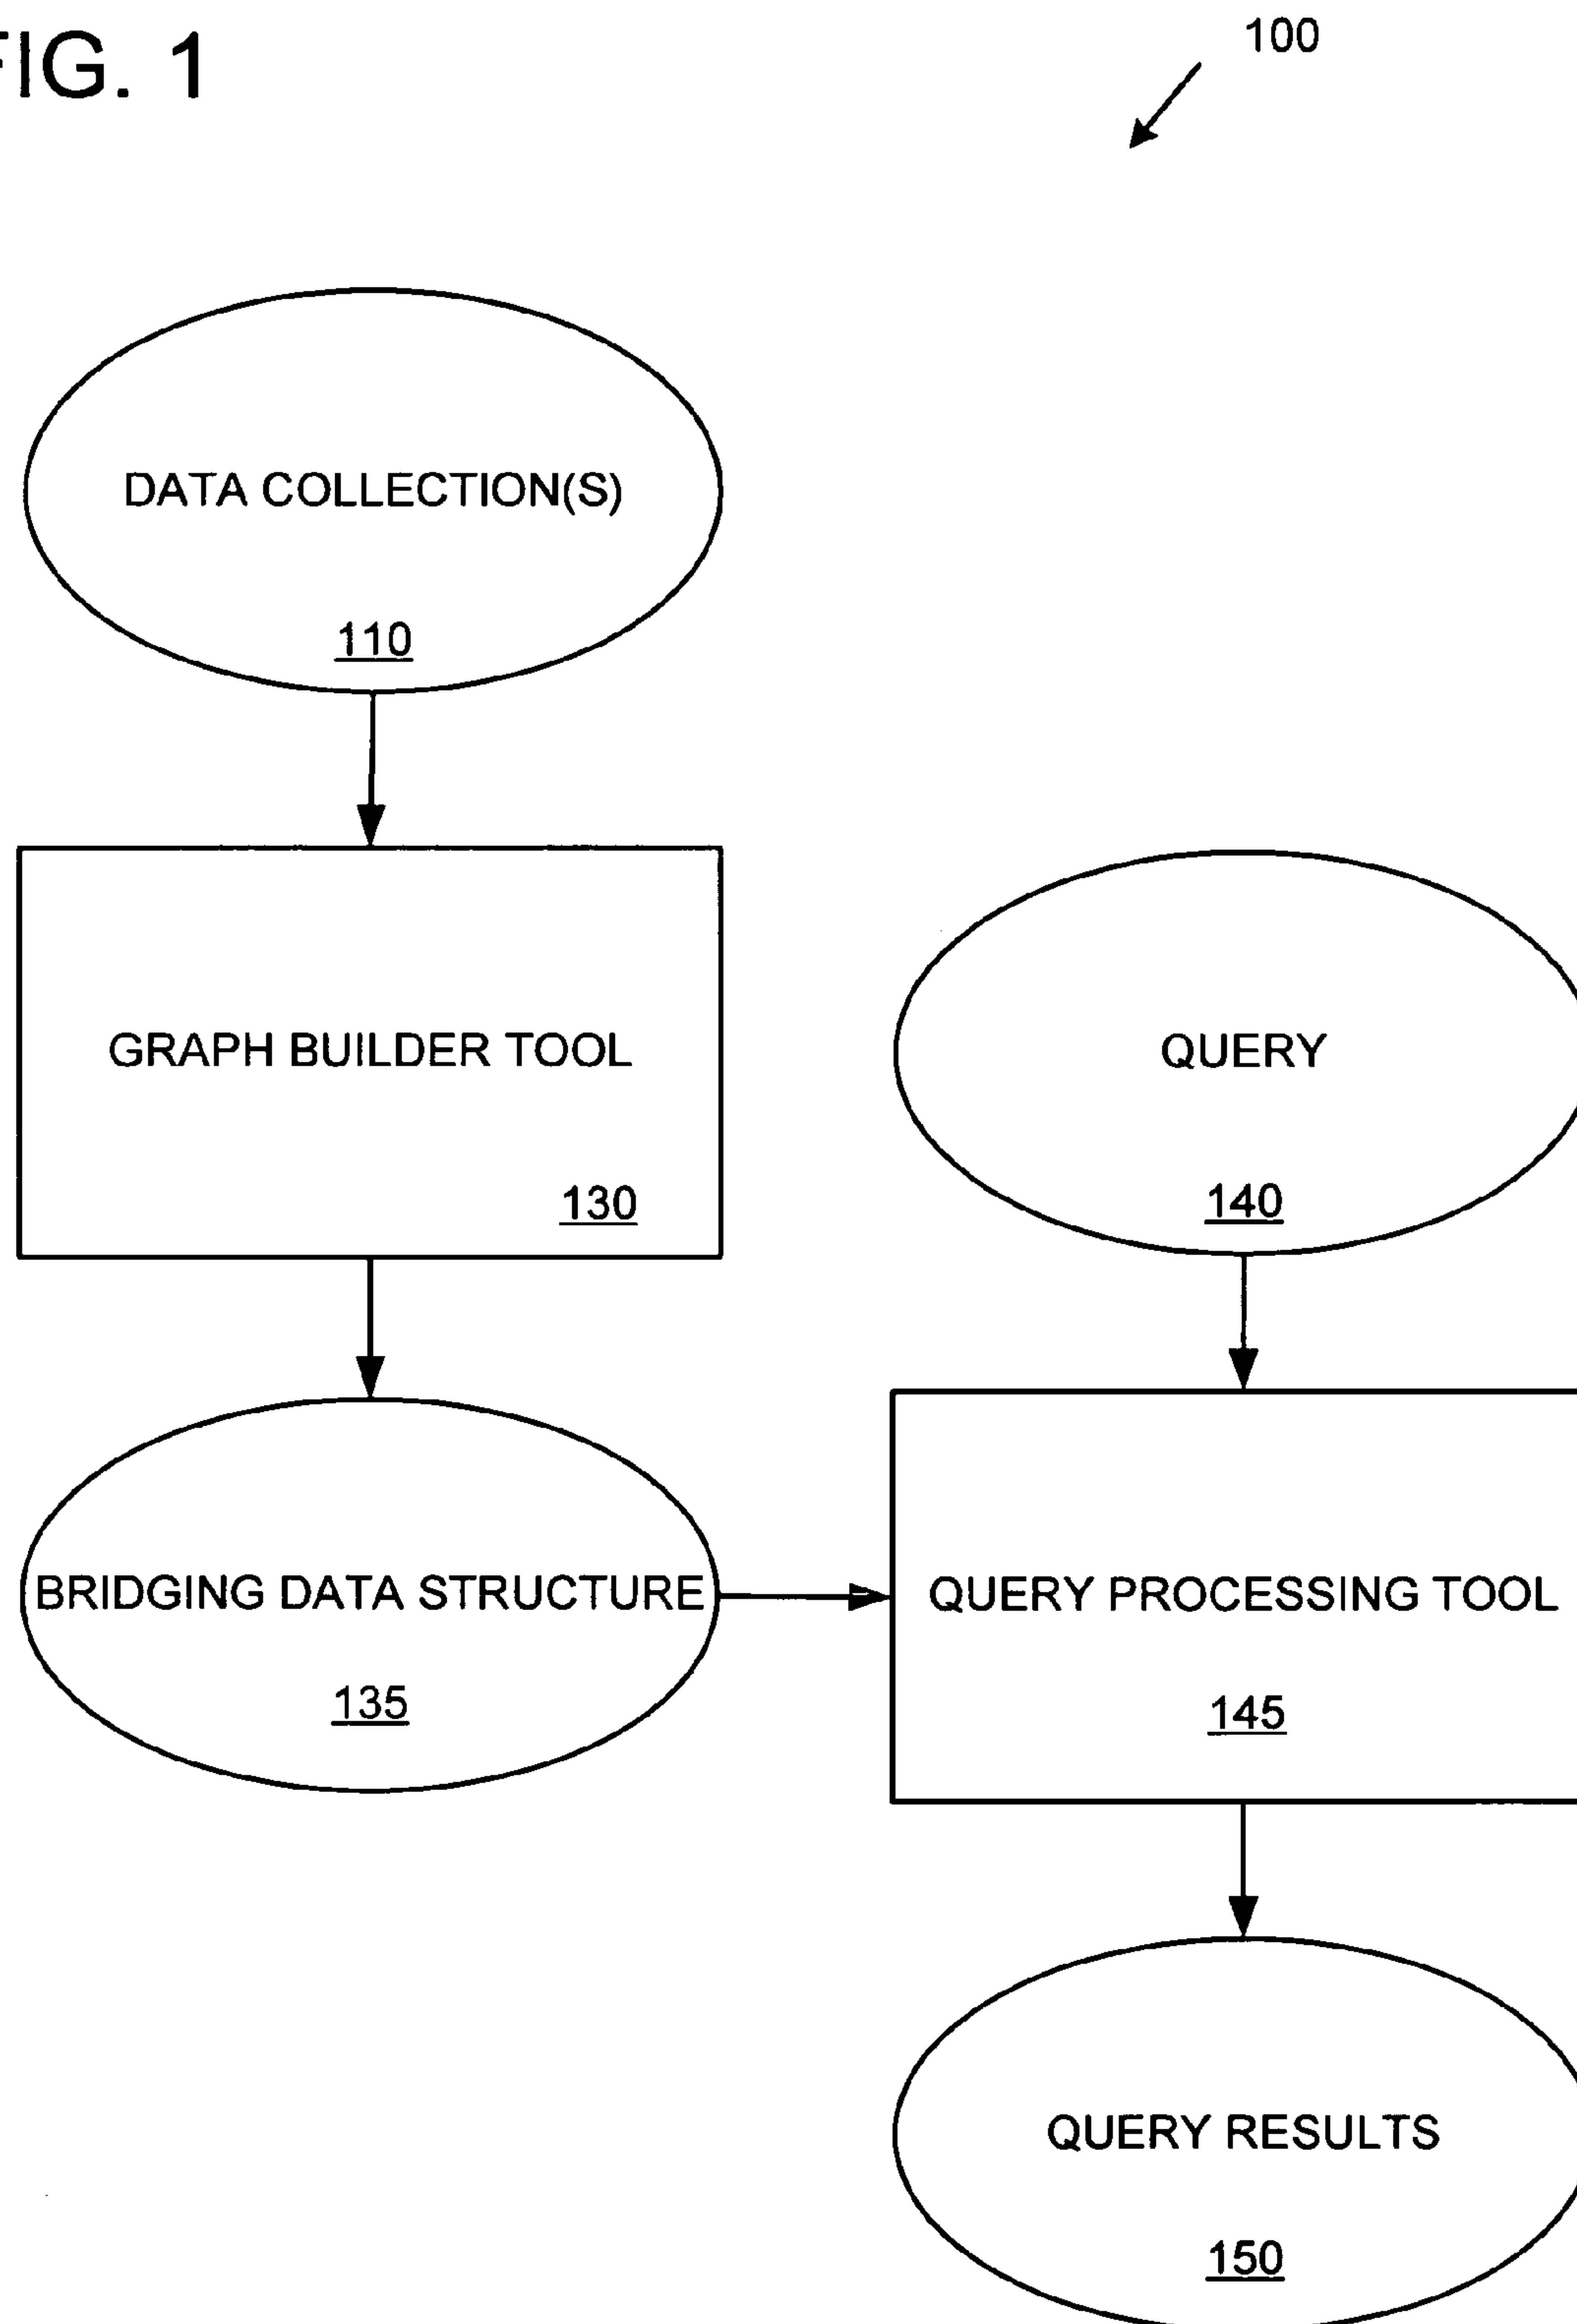 FIG. 1
100
DATA COLLECTION(S)
110
GRAPH BUILDER TOOL
130
QUERY
140
BRIDGING DATA STRUCTURE
135
QUERY PROCESSING TOOL
145
QUERY RESULTS
150